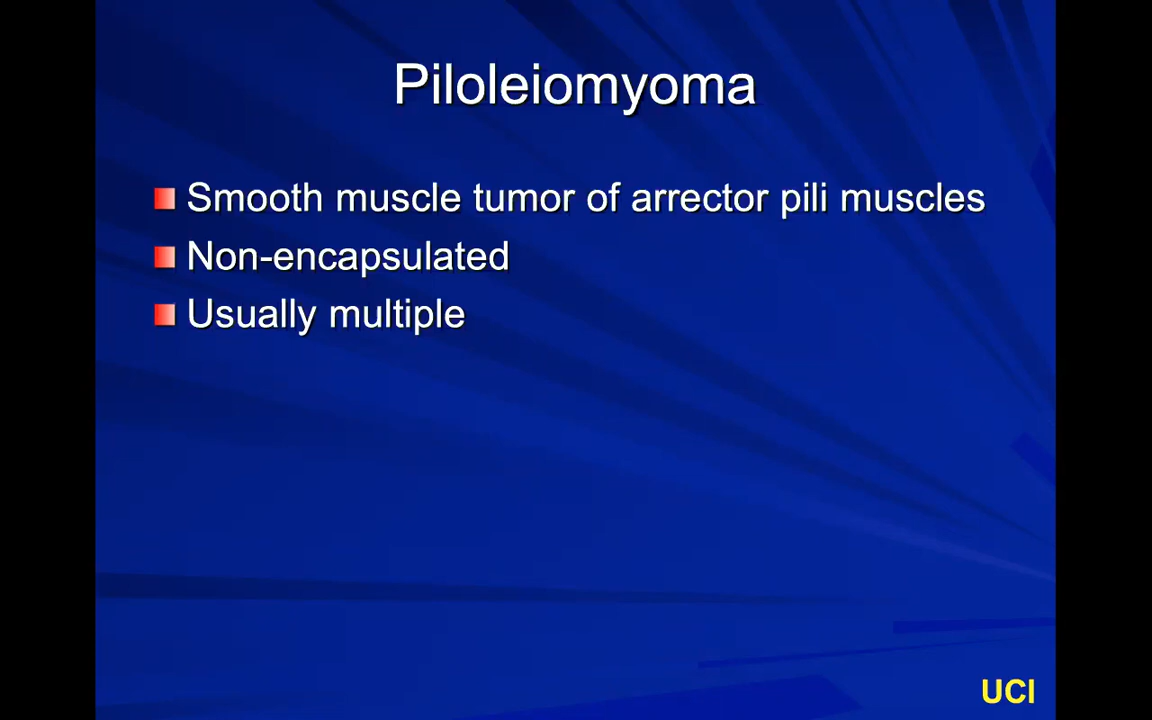 Piloleiomyoma
Smooth muscle tumor of arrector pili muscles
Non-encapsulated
Usually multiple
UCI